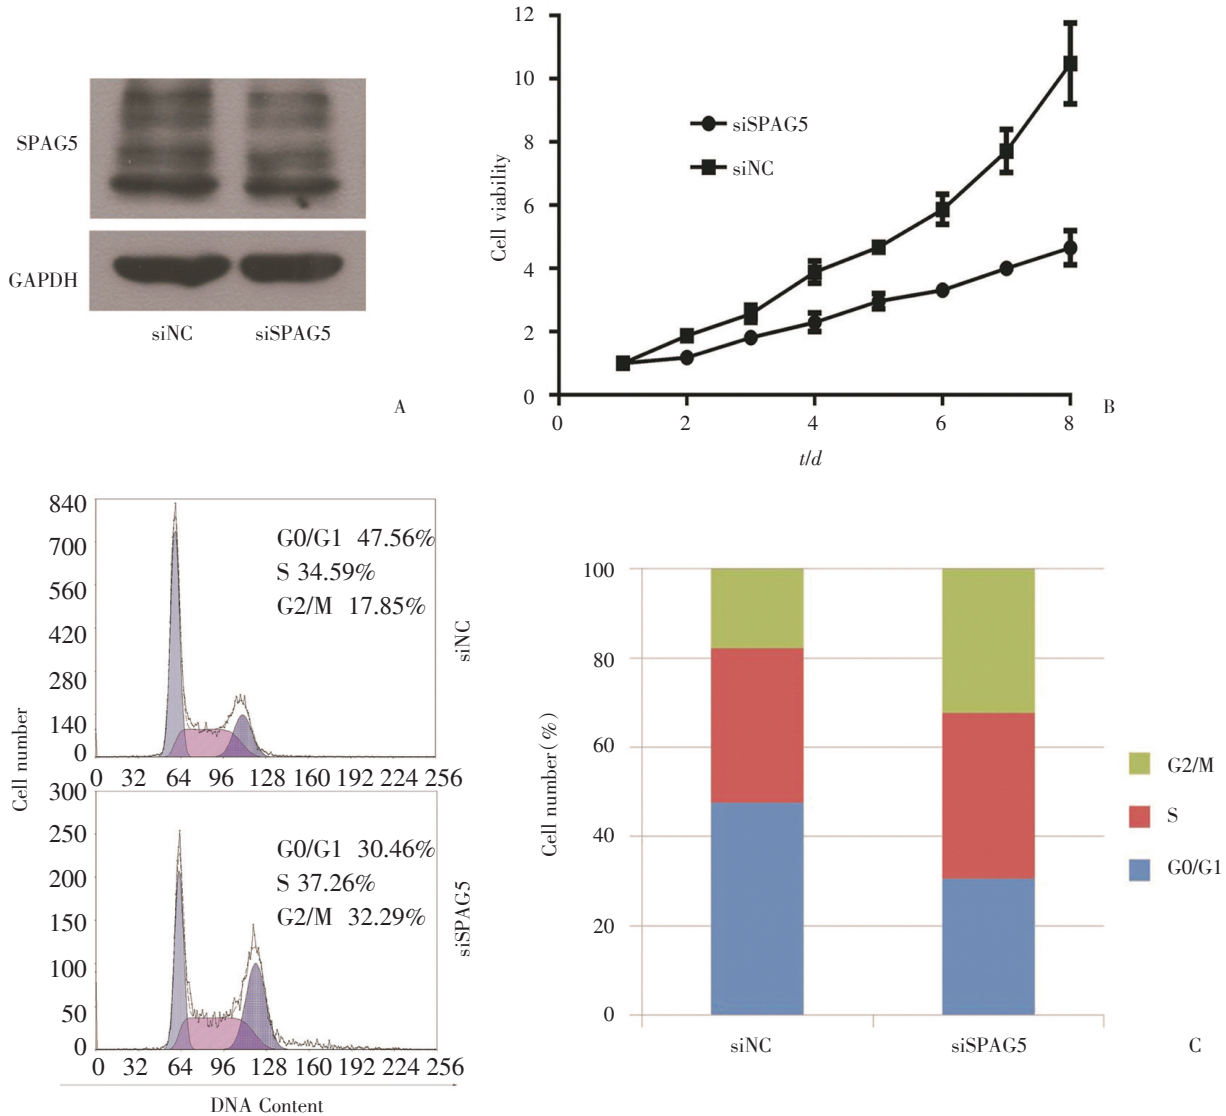 SPAG5
GAPDH
siNC siSPAG5
A
12
10
8
6
4
2
0
Cell viability
siSPAG5
siNC
0 2 4 6 8
t/d
B
840
700
560
420
280
140
0
G0/G1 47.56%
S 34.59%
G2/M 17.85%
siNC
0 32 64 96 128 160 192 224 256
Cell number
300
250
200
150
100
50
0
G0/G1 30.46%
S 37.26%
G2/M 32.29%
siSPAG5
0 32 64 96 128 160 192 224 256
DNA Content
100
80
60
40
20
0
Cell number(%)
siNC siSPAG5
G2/M
S
G0/G1
C